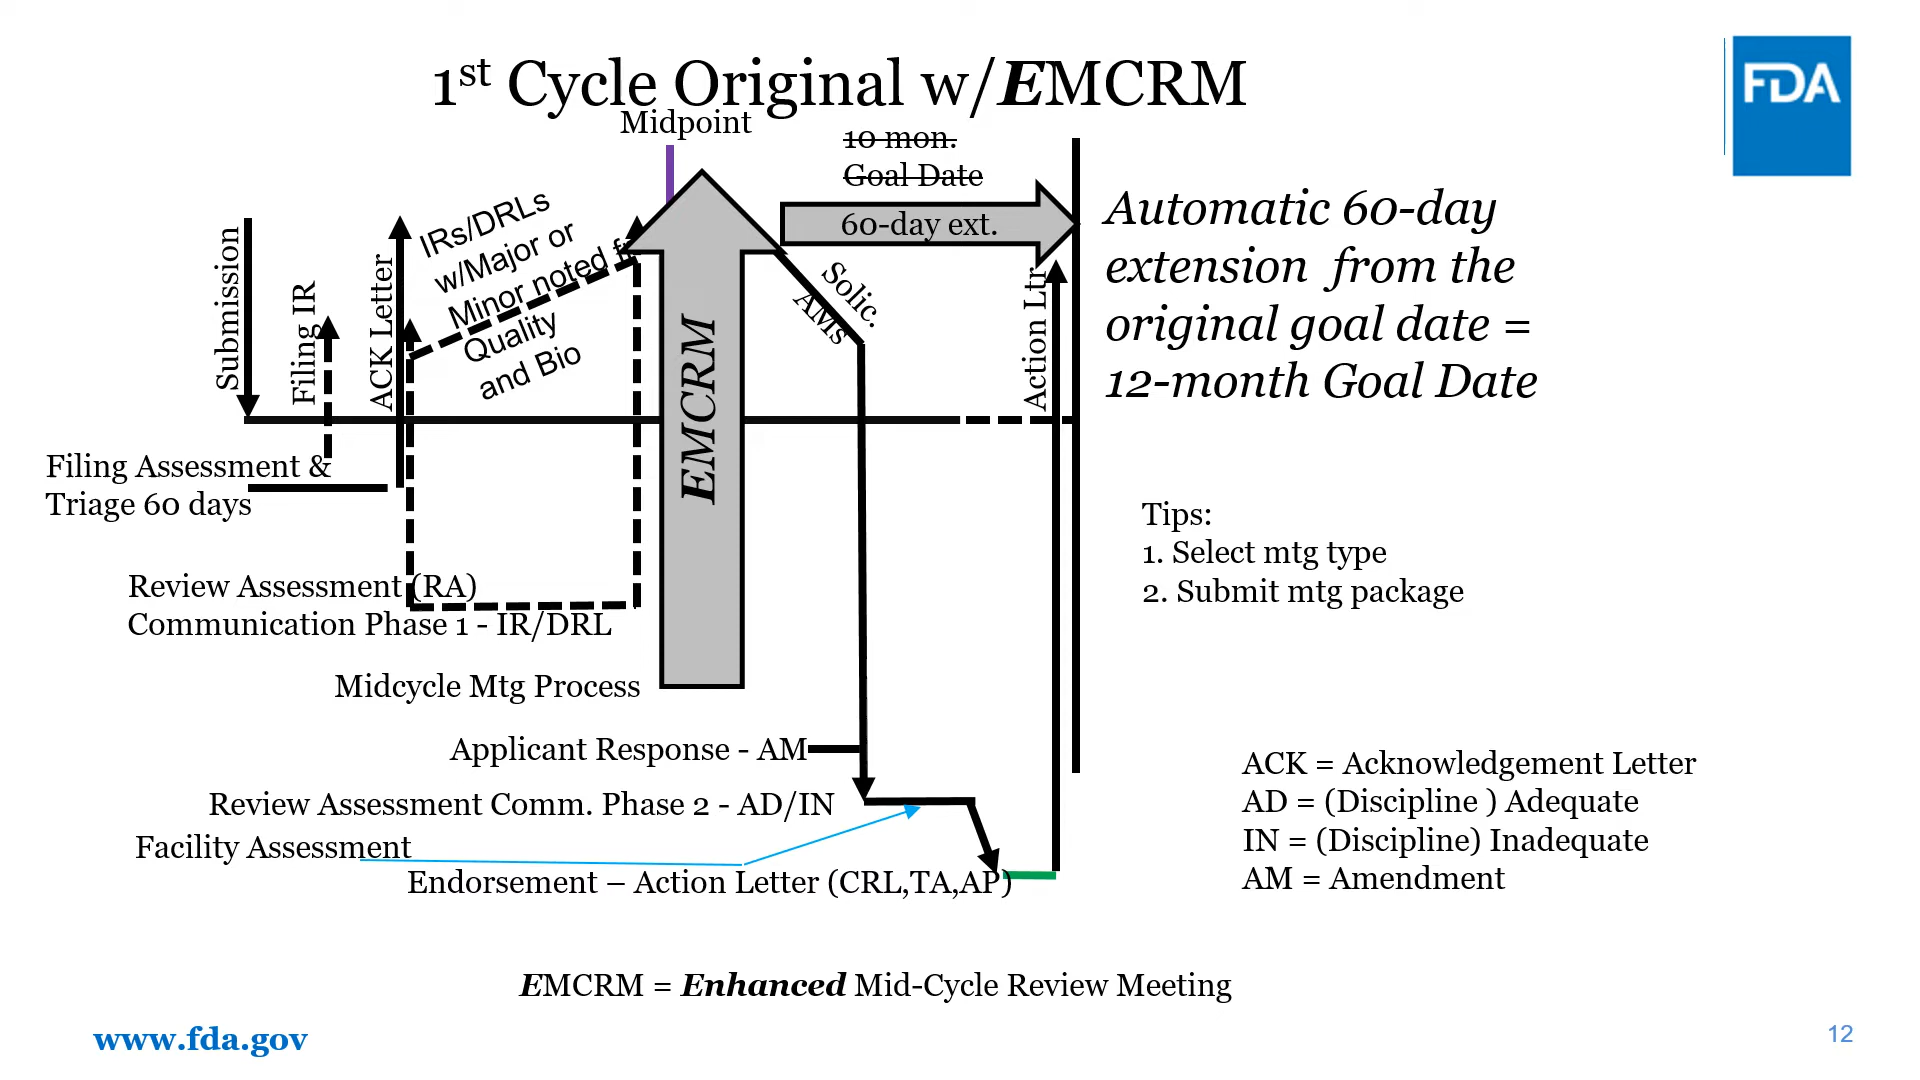 1st Cycle Original w/EMCRM
FDA
Midpoint
10 mon.
Goal Date
60-day ext.
Automatic 60-day
extension from the
original goal date =
12-month Goal Date
Submission
Filing IR
ACK Letter
IRs/DRLs
w/Major or
Minor noted
Quality
and Bio
EMCRM
Solic.
AMs
Action Ltr
Filing Assessment &
Triage 60 days
Tips:
1. Select mtg type
2. Submit mtg package
Review Assessment (RA)
Communication Phase 1 - IR/DRL
Midcycle Mtg Process
Applicant Response - AM
Review Assessment Comm. Phase 2 - AD/IN
Facility Assessment
Endorsement – Action Letter (CRL,TA,AP)
ACK = Acknowledgement Letter
AD = (Discipline ) Adequate
IN = (Discipline) Inadequate
AM = Amendment
EMCRM = Enhanced Mid-Cycle Review Meeting
www.fda.gov
12